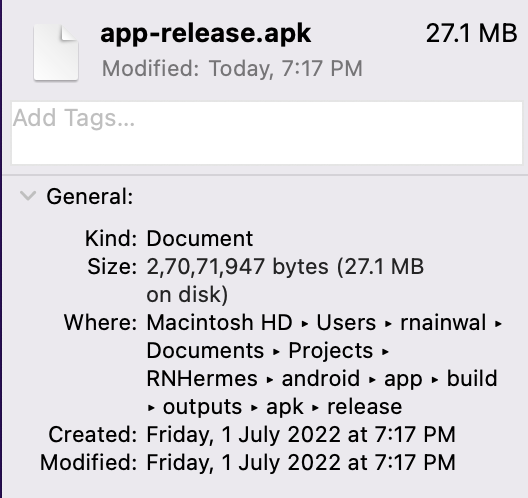 app-release.apk 27.1 MB
Modified: Today, 7:17 PM
Add Tags...
General:
Kind: Document
Size: 2,70,71,947 bytes (27.1 MB
on disk)
Where: Macintosh HD ▸ Users ▸ rnainwal ▸
Documents ▸ Projects ▸
RNHermes ▸ android ▸ app ▸ build
▸ outputs ▸ apk ▸ release
Created: Friday, 1 July 2022 at 7:17 PM
Modified: Friday, 1 July 2022 at 7:17 PM